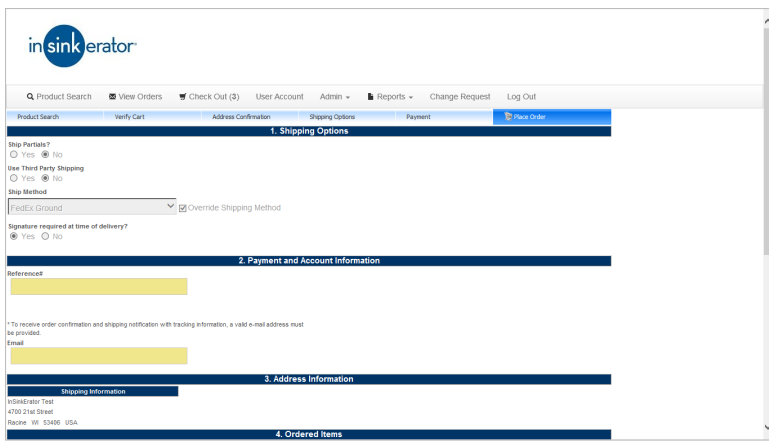 insinkerator
Product Search View Orders Check Out (3) User Account Admin Reports Change Request Log Out
Product Search Verify Cart Address Confirmation Shipping Options Payment Place Order
1. Shipping Options
Ship Partials?
Yes No
Use Third Party Shipping
Yes No
Ship Method
FedEx Ground Override Shipping Method
Signature required at time of delivery?
Yes No
2. Payment and Account Information
Reference#
* To receive order confirmation and shipping notification with tracking information, a valid e-mail address must
be provided.
Email
3. Address Information
Shipping Information
InSinkErator Test
4700 21st Street
Racine WI 53406 USA
4. Ordered Items